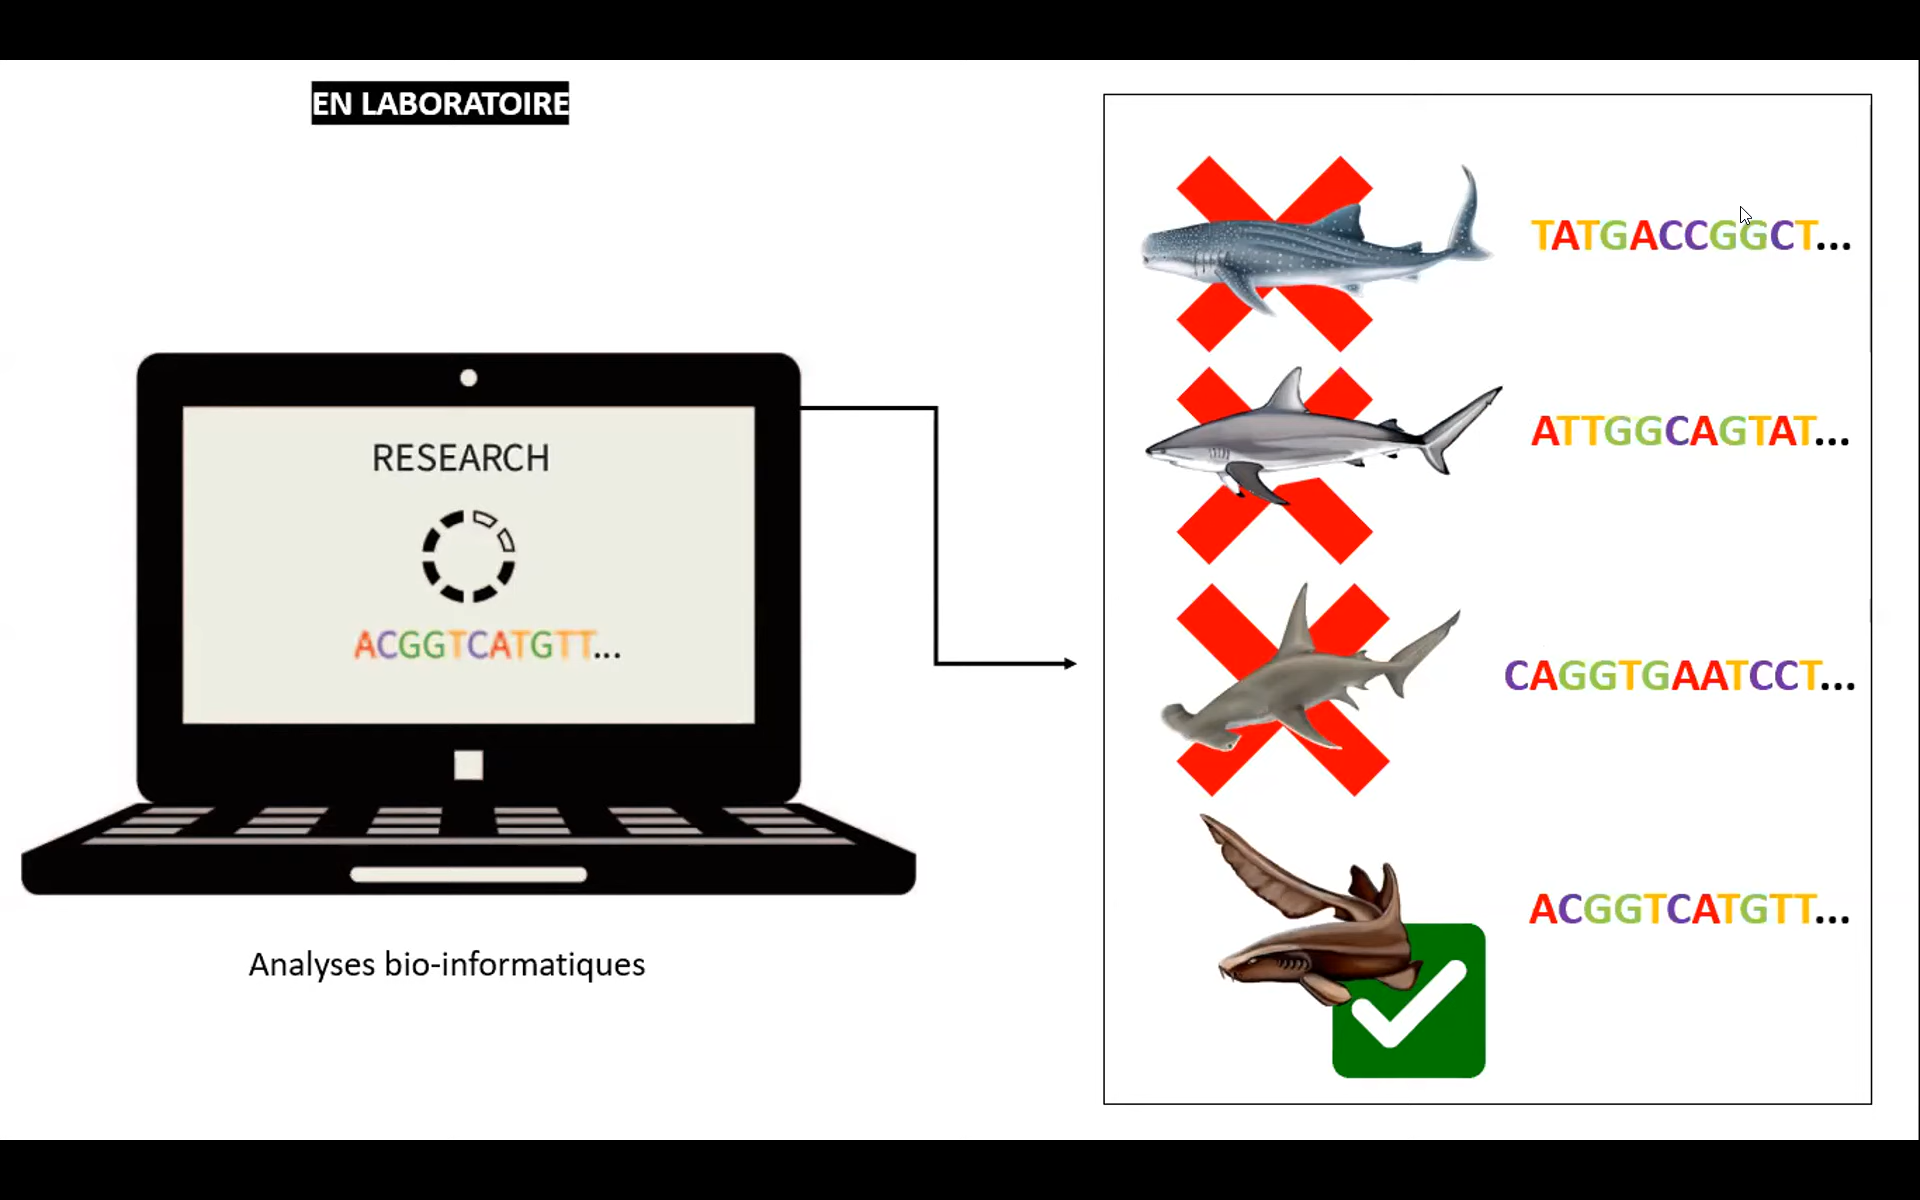 EN LABORATOIRE
RESEARCH
ACGGTCATGTT...
Analyses bio-informatiques
TATGACCGGCT...
ATTGGCAGTAT...
CAGGTGAATCCT...
ACGGTCATGTT...